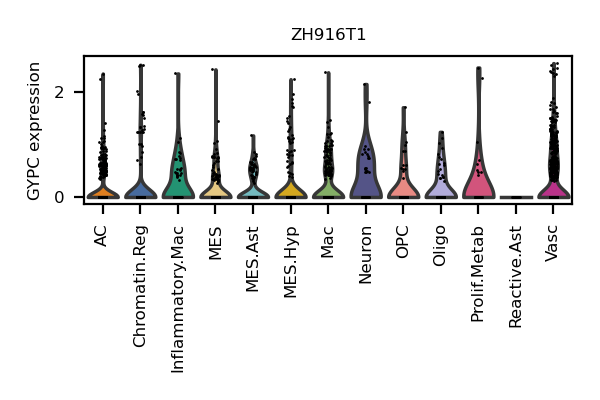 ZH916T1
GYPC expression
2
0
AC
Chromatin.Reg
Inflammatory.Mac
MES
MES.Ast
MES.Hyp
Mac
Neuron
OPC
Oligo
Prolif.Metab
Reactive.Ast
Vasc